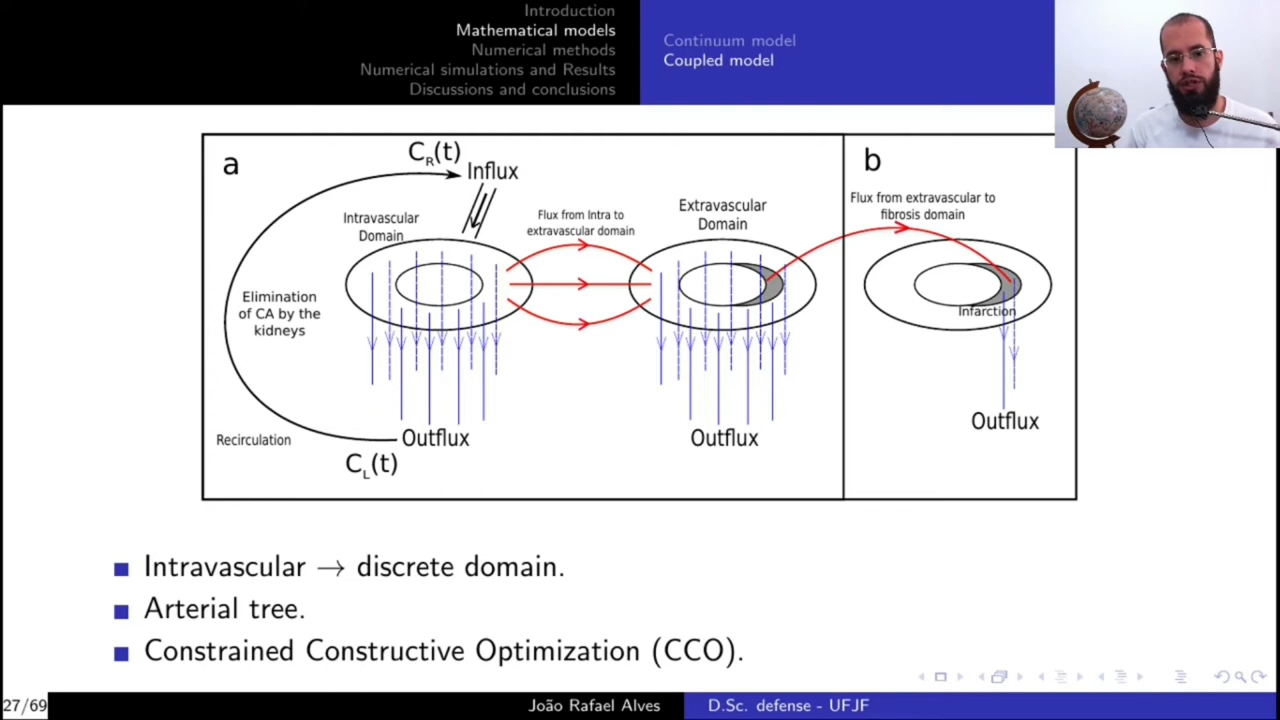 Introduction
Mathematical models
Numerical methods
Numerical simulations and Results
Discussions and conclusions
Continuum model
Coupled model
a
C_R(t)
Influx
Intravascular
Domain
Flux from Intra to
extravascular domain
Extravascular
Domain
Elimination
of CA by the
kidneys
Recirculation
Outflux
C_L(t)
Outflux
b
Flux from extravascular to
fibrosis domain
Infarction
Outflux
■ Intravascular → discrete domain.
■ Arterial tree.
■ Constrained Constructive Optimization (CCO).
27/69
João Rafael Alves
D.Sc. defense - UFJF